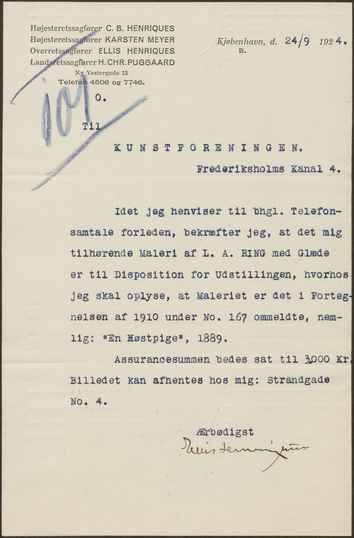 Højesteretssagfører C. B. HENRIQUES
Højesteretssagfører KARSTEN MEYER
Overretssagfører ELLIS HENRIQUES
Landsretssagfører H. CHR. PUGGAARD
Ny Vestergade 13
Telefon 4506 og 7746.
Kjøbenhavn, d. 24/9 1924.
B.
O.
Til
KUNSTFORENINGEN.
Frederiksholms Kanal 4.
Idet jeg henviser til bhgl. Telefon-
samtale forleden, bekræfter jeg, at det mig
tilhørende Maleri af L. A. RING med Glæde
er til Disposition for Udstillingen, hvorhos
jeg skal oplyse, at Maleriet er det i Forteg-
nelsen af 1910 under No. 167 ommeldte, nem-
lig: "En Høstpige", 1889.
Assurancesummen bedes sat til 3000 Kr.
Billedet kan afhentes hos mig: Strandgade
No. 4.
Ærbødigst
Ellis Henriques